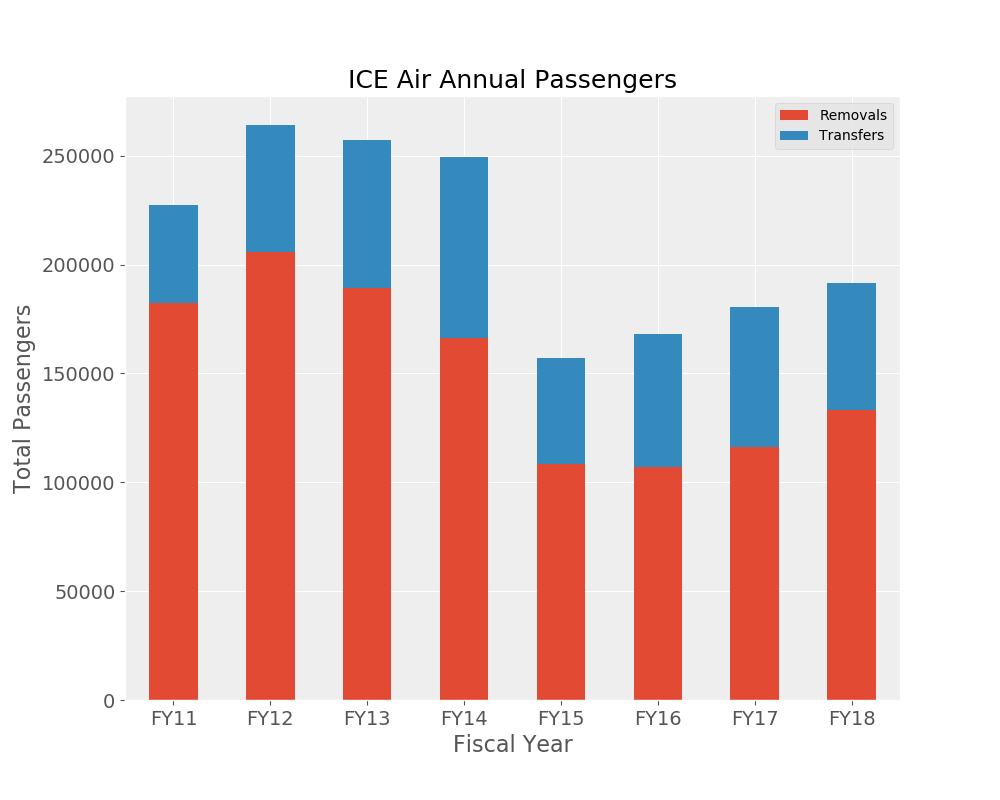 ICE Air Annual Passengers
Removals
Transfers
250000
200000
150000
100000
50000
0
Total Passengers
FY11 FY12 FY13 FY14 FY15 FY16 FY17 FY18
Fiscal Year